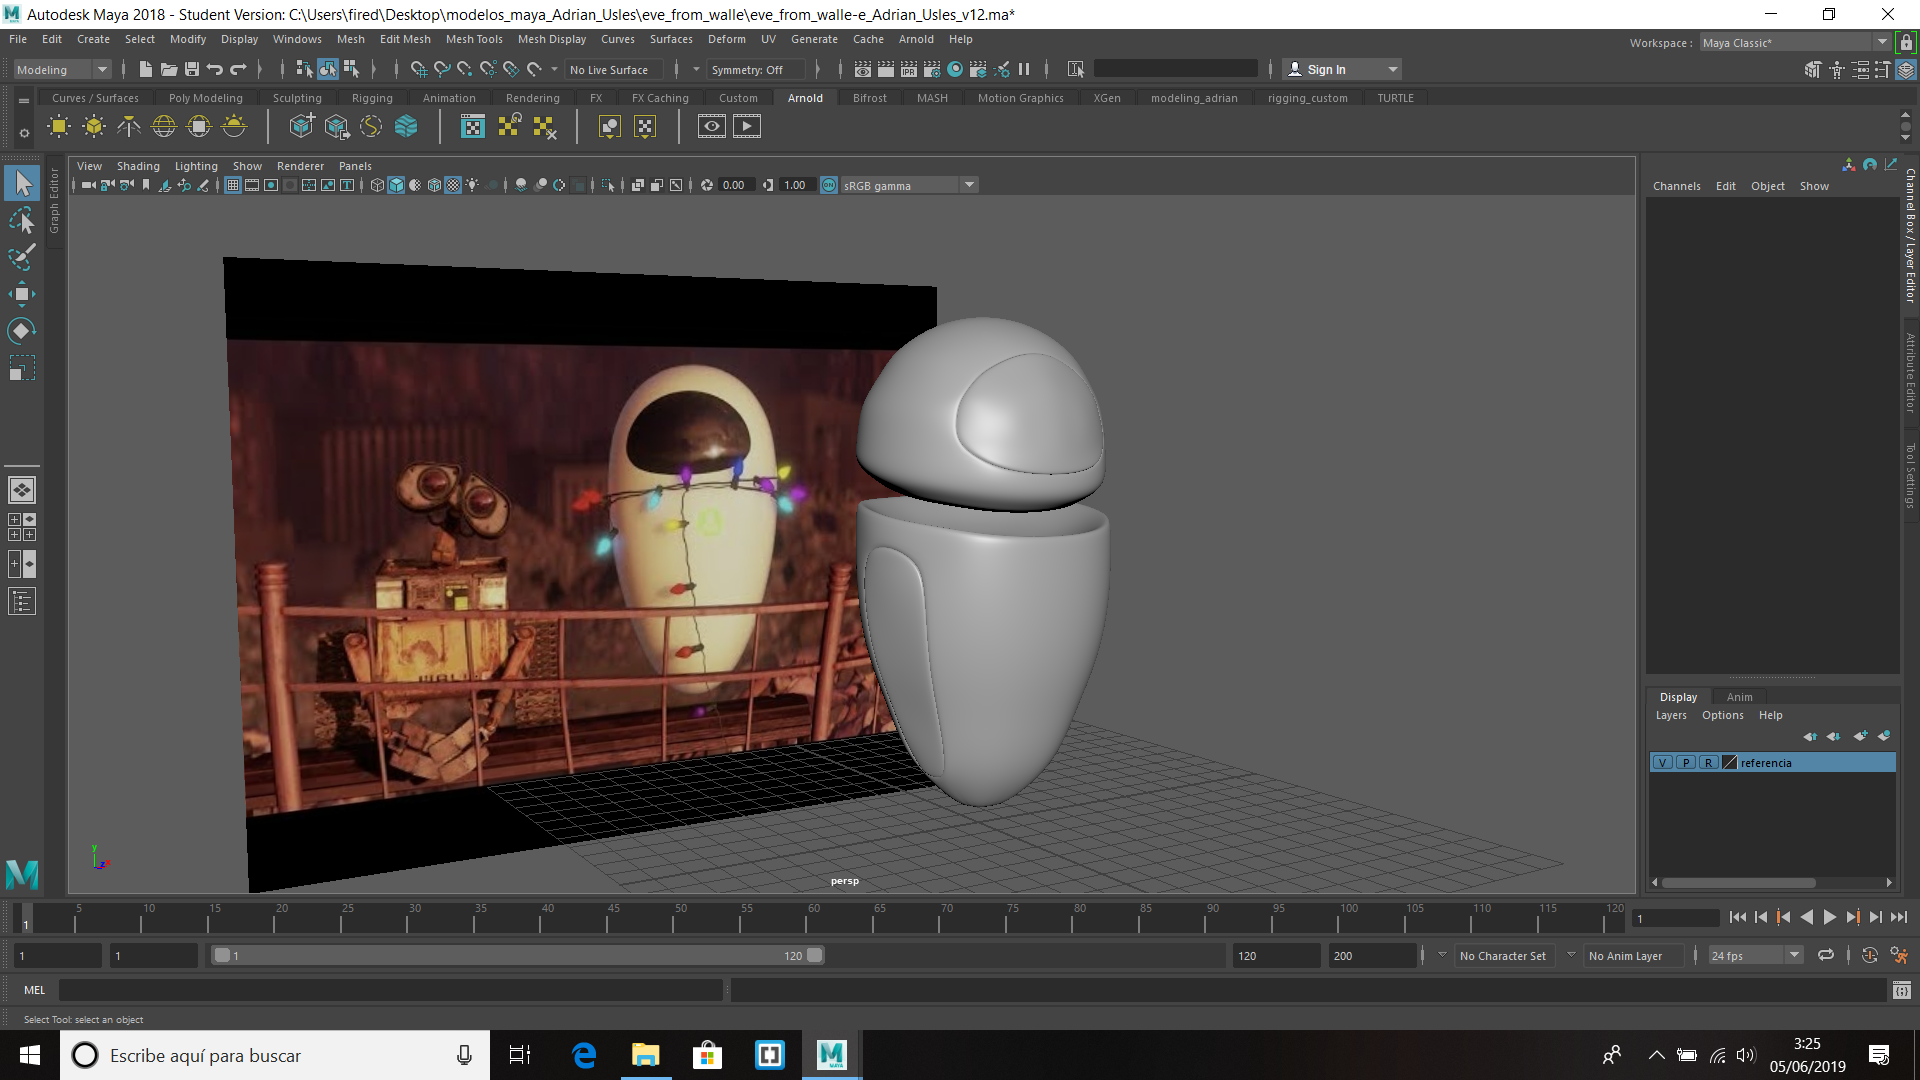 Autodesk Maya 2018 - Student Version: C:\Users\fired\Desktop\modelos_maya_Adrian_Usles\eve_from_walle\eve_from_walle-e_Adrian_Usles_v12.ma*
File Edit Create Select Modify Display Windows Mesh Edit Mesh Mesh Tools Mesh Display Curves Surfaces Deform UV Generate Cache Arnold Help
Workspace : Maya Classic*
Modeling No Live Surface Symmetry: Off IPR Sign In
Curves / Surfaces Poly Modeling Sculpting Rigging Animation Rendering FX FX Caching Custom Arnold Bifrost MASH Motion Graphics XGen modeling_adrian rigging_custom TURTLE
View Shading Lighting Show Renderer Panels
0.00 1.00 ON sRGB gamma
Graph Editor
Channels Edit Object Show
Channel Box / Layer Editor
Attribute Editor
Tool Settings
persp
y
z
Display Anim
Layers Options Help
V P R referencia
1 5 10 15 20 25 30 35 40 45 50 55 60 65 70 75 80 85 90 95 100 105 110 115 120 1
1 1 1 120 120 200 No Character Set No Anim Layer 24 fps
MEL
Select Tool: select an object
Escribe aquí para buscar
MAYA
3:25
05/06/2019